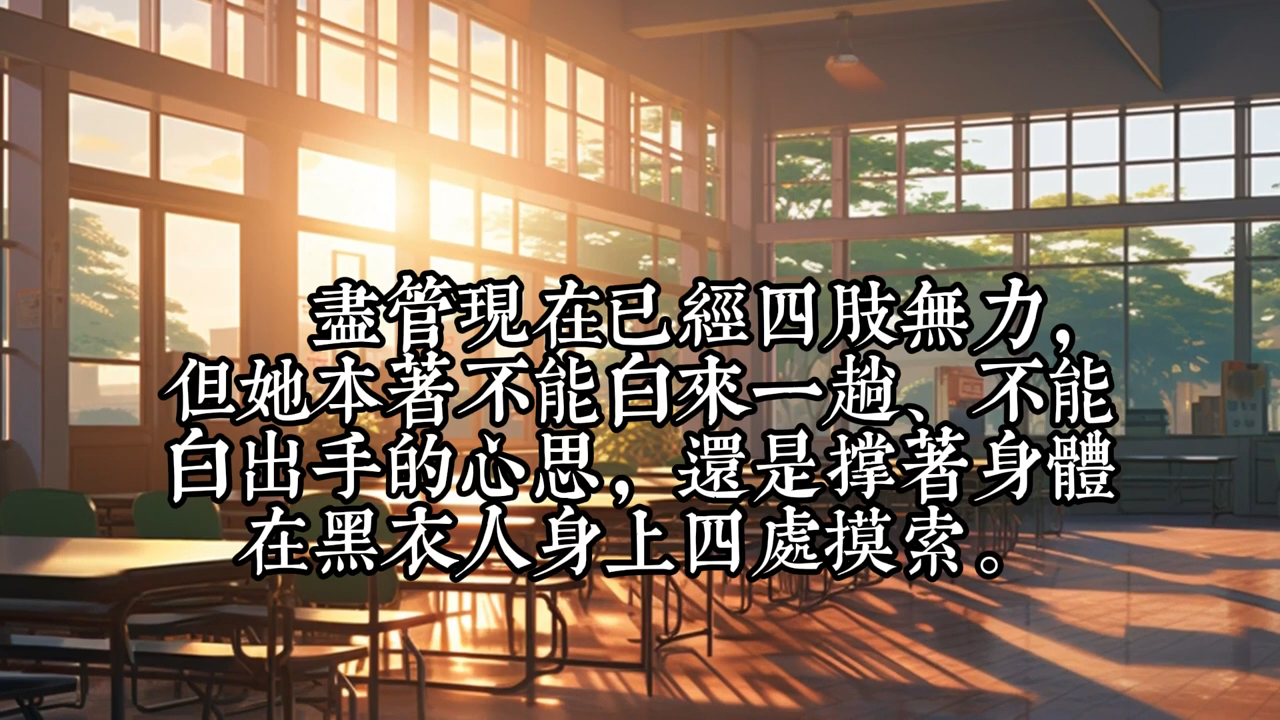 盡管現在已經四肢無力，
但她本著不能白來一趟、不能
白出手的心思，還是撐著身體
在黑衣人身上四處摸索。